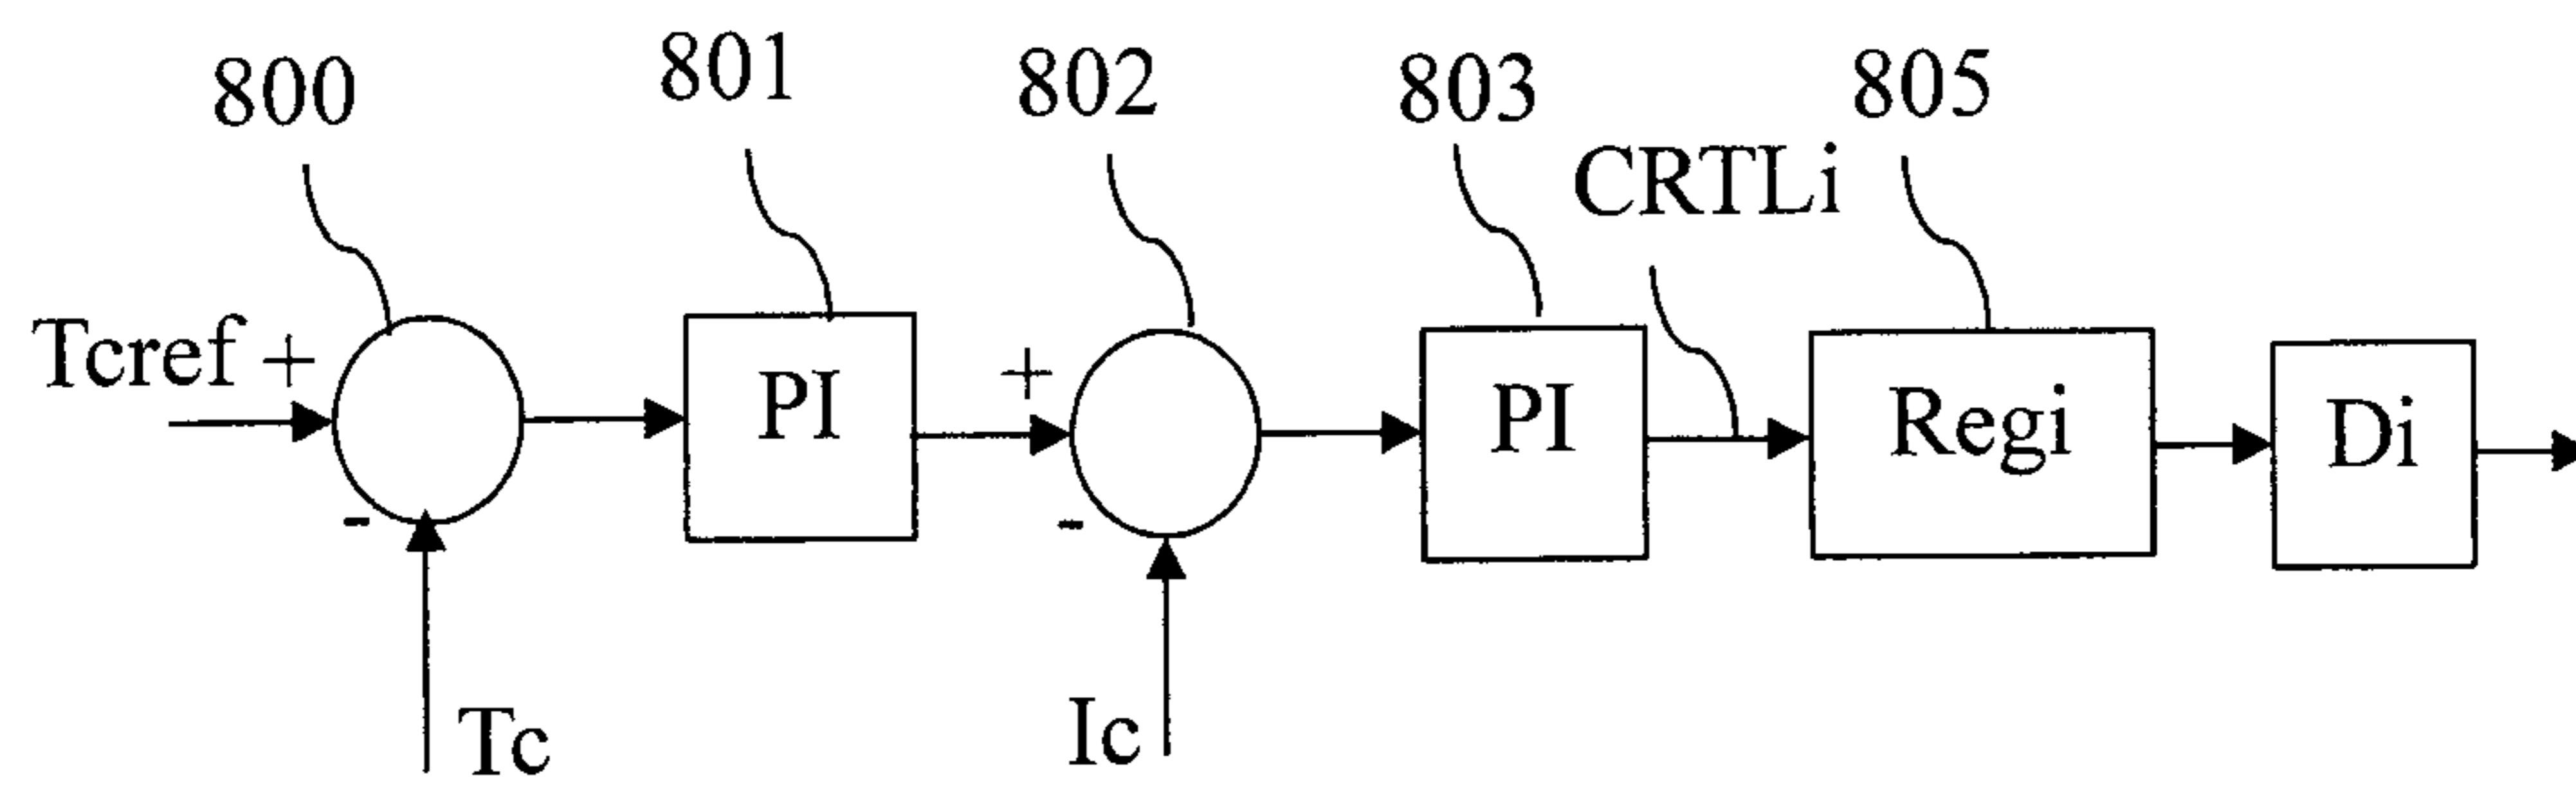 800
801
802
803
805
CRTLi
Tcref +
PI
+
PI
Regi
Di
-
-
Tc
Ic